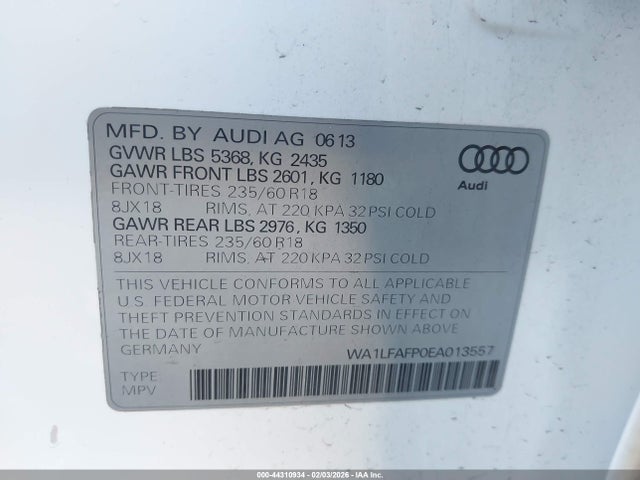 MFD. BY AUDI AG 0613
GVWR LBS 5368, KG 2435
GAWR FRONT LBS 2601, KG 1180
FRONT-TIRES 235/60 R18
8JX18 RIMS, AT 220 KPA 32 PSI COLD
GAWR REAR LBS 2976, KG 1350
REAR-TIRES 235/60 R18
8JX18 RIMS, AT 220 KPA 32 PSI COLD
Audi
THIS VEHICLE CONFORMS TO ALL APPLICABLE
U.S. FEDERAL MOTOR VEHICLE SAFETY AND
THEFT PREVENTION STANDARDS IN EFFECT ON
THE DATE OF MANUFACTURE SHOWN ABOVE
GERMANY WA1LFAFP0EA013557
TYPE
MPV
000-44310934 - 02/03/2026 - COPART